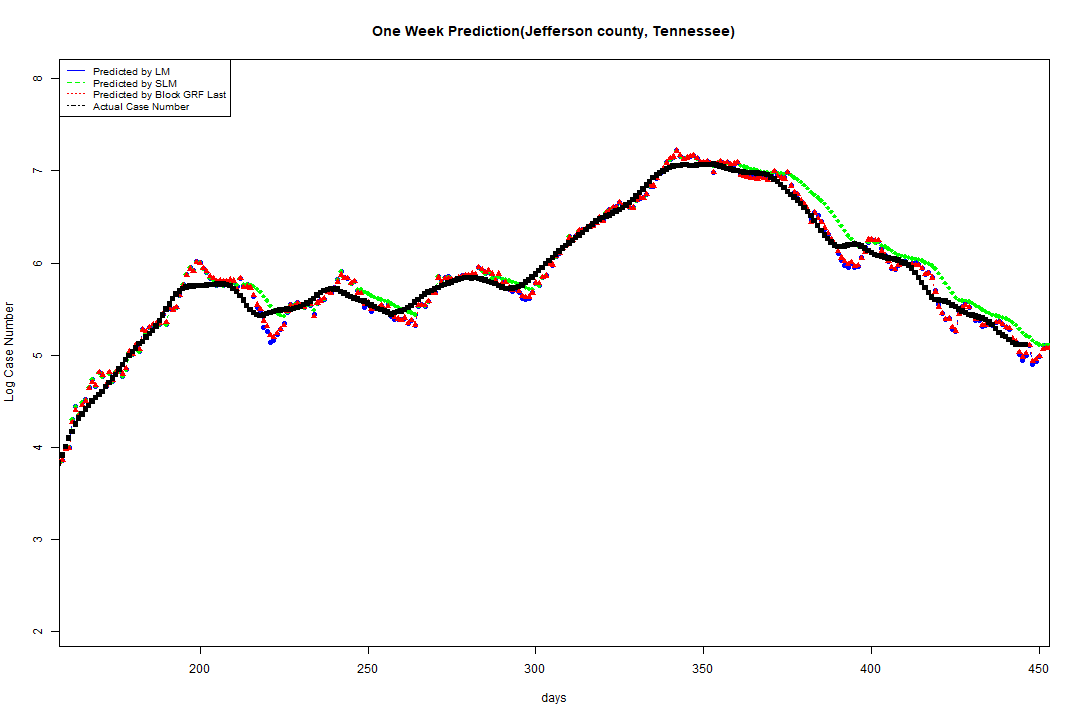 One Week Prediction(Jefferson county, Tennessee)
Predicted by LM
Predicted by SLM
Predicted by Block GRF Last
Actual Case Number
8
7
6
5
4
3
2
Log Case Number
200 250 300 350 400 450
days